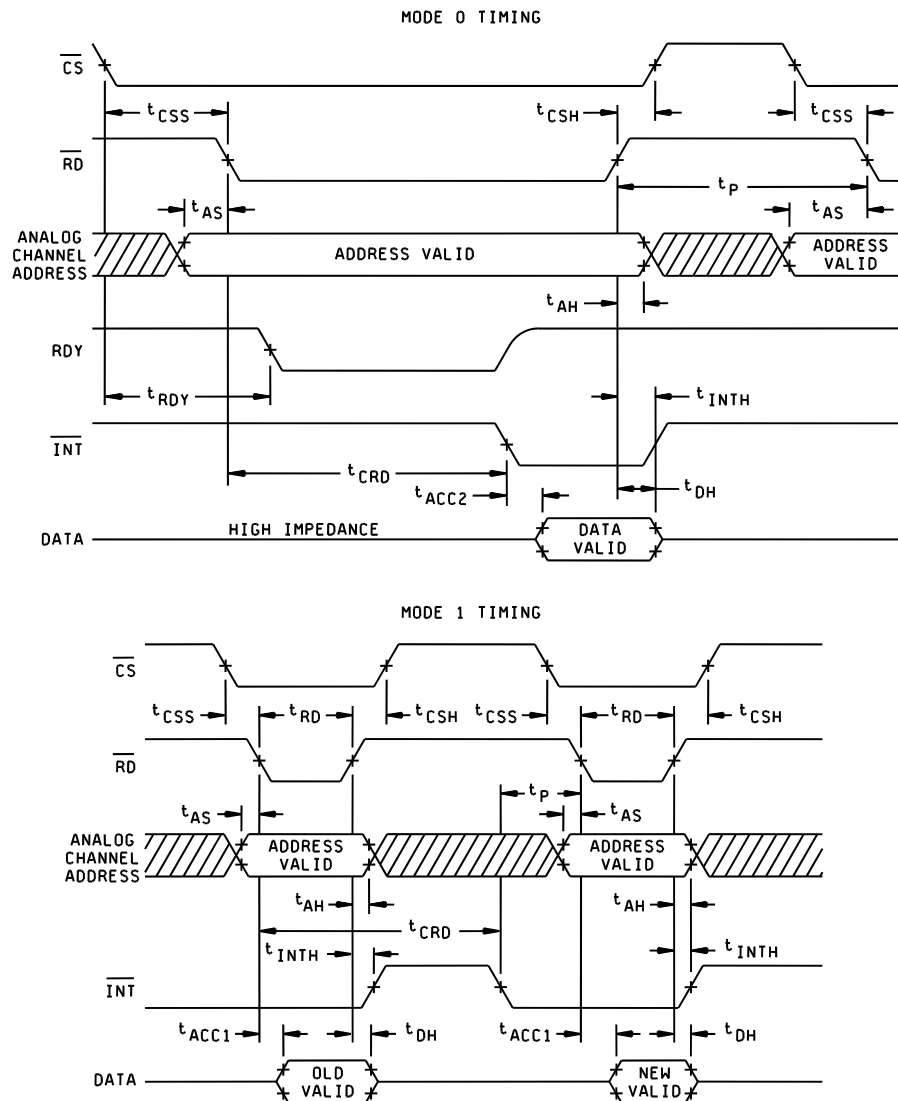 MODE 0 TIMING
CS
tCSS tCSH tCSS
RD
tP
tAS tAS
ANALOG CHANNEL ADDRESS
ADDRESS VALID
ADDRESS VALID
tAH
RDY
tRDY tINTH
INT
tCRD
tACC2 tDH
DATA
HIGH IMPEDANCE
DATA VALID
MODE 1 TIMING
CS
tCSS tRD tCSH tCSS tRD tCSH
RD
tP
tAS tAS
ANALOG CHANNEL ADDRESS
ADDRESS VALID
ADDRESS VALID
tAH tAH
tCRD
tINTH tINTH
INT
tACC1 tDH tACC1 tDH
DATA
OLD VALID
NEW VALID